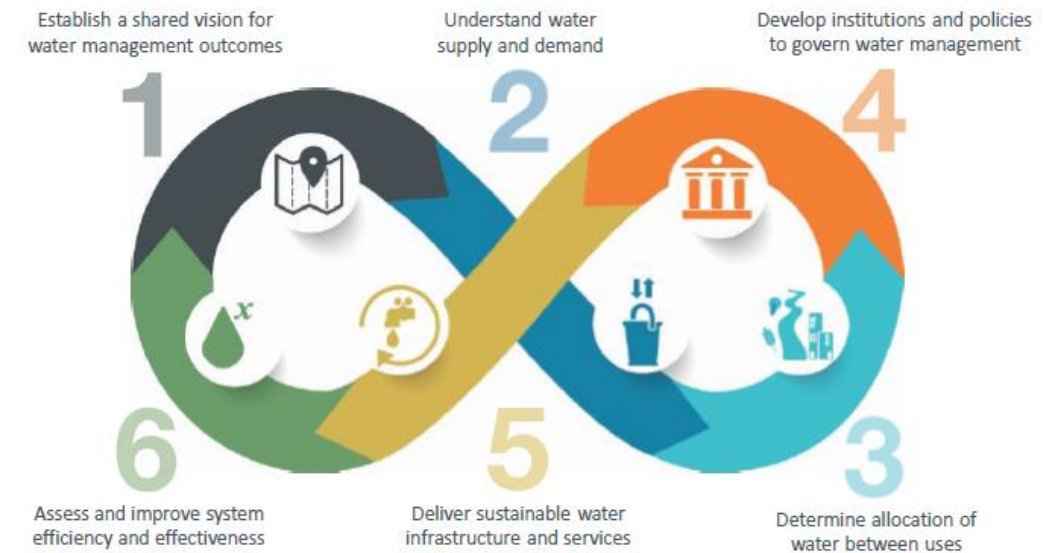 Establish a shared vision for
water management outcomes
1
Understand water
supply and demand
2
Develop institutions and policies
to govern water management
4
x
6
Assess and improve system
efficiency and effectiveness
5
Deliver sustainable water
infrastructure and services
3
Determine allocation of
water between uses